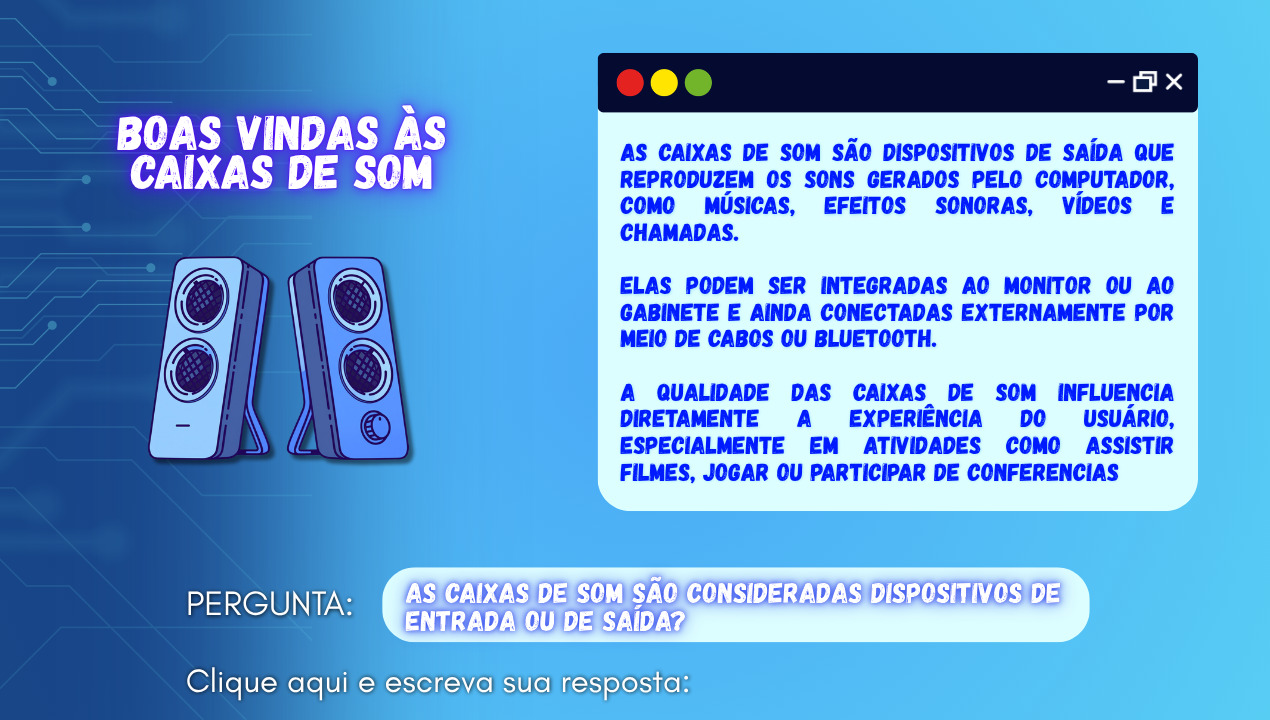 BOAS VINDAS ÀS
CAIXAS DE SOM
AS CAIXAS DE SOM SÃO DISPOSITIVOS DE SAÍDA QUE
REPRODUZEM OS SONS GERADOS PELO COMPUTADOR,
COMO MÚSICAS, EFEITOS SONORAS, VÍDEOS E
CHAMADAS.
ELAS PODEM SER INTEGRADAS AO MONITOR OU AO
GABINETE E AINDA CONECTADAS EXTERNAMENTE POR
MEIO DE CABOS OU BLUETOOTH.
A QUALIDADE DAS CAIXAS DE SOM INFLUENCIA
DIRETAMENTE A EXPERIÊNCIA DO USUÁRIO,
ESPECIALMENTE EM ATIVIDADES COMO ASSISTIR
FILMES, JOGAR OU PARTICIPAR DE CONFERENCIAS
PERGUNTA:
AS CAIXAS DE SOM SÃO CONSIDERADAS DISPOSITIVOS DE
ENTRADA OU DE SAÍDA?
Clique aqui e escreva sua resposta: